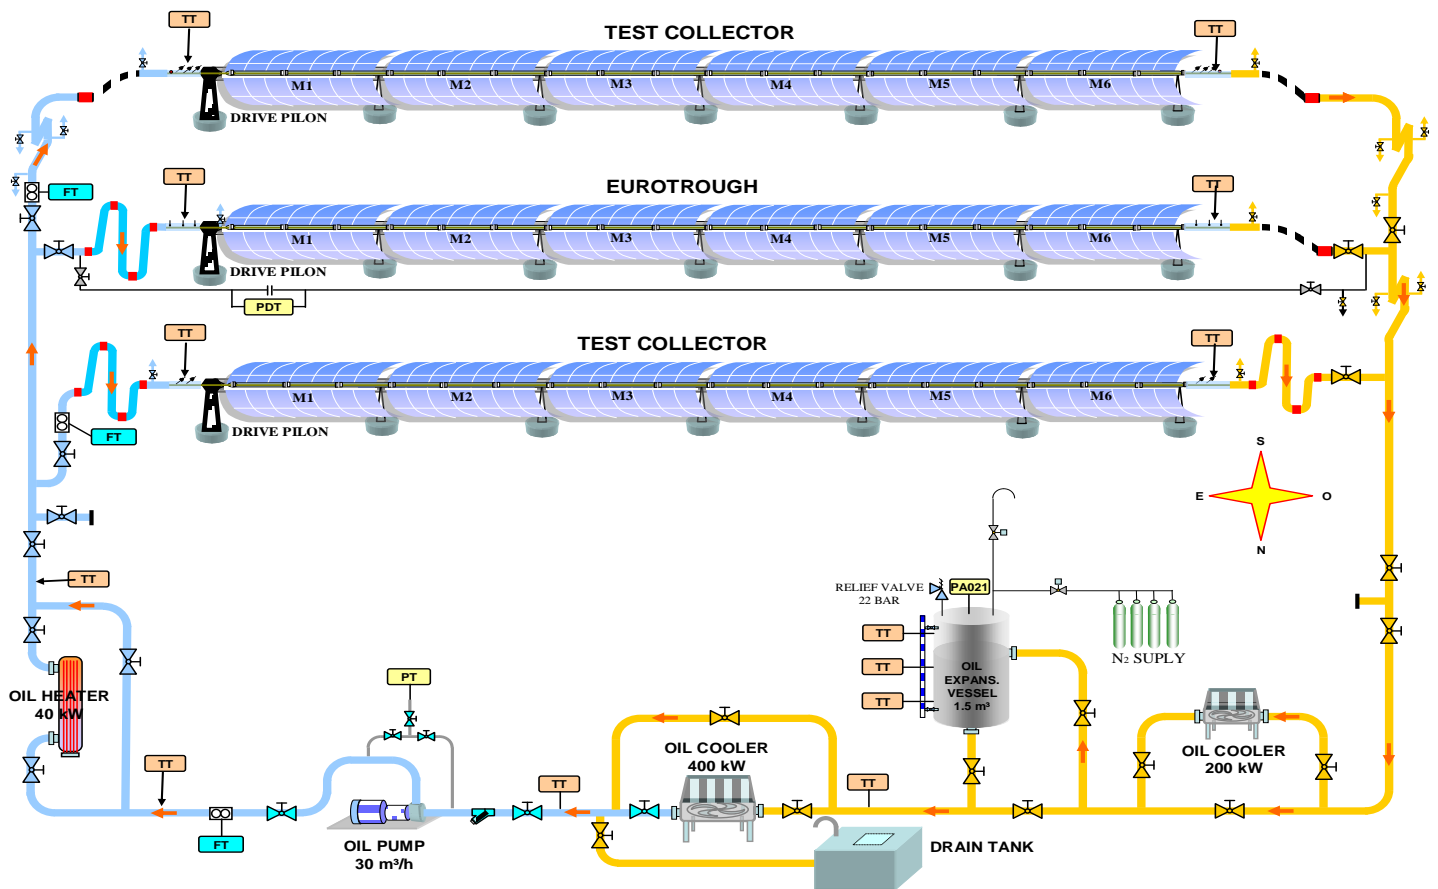 TEST COLLECTOR
TT
TT
M1 M2 M3 M4 M5 M6
DRIVE PILON
FT
TT
EUROTROUGH
TT
M1 M2 M3 M4 M5 M6
DRIVE PILON
PDT
TT
TEST COLLECTOR
TT
M1 M2 M3 M4 M5 M6
DRIVE PILON
FT
S
E O
N
TT
RELIEF VALVE
22 BAR
PA021
TT
TT
TT
OIL
EXPANS.
VESSEL
1.5 m³
N2 SUPLY
OIL HEATER
40 kW
PT
OIL COOLER
400 kW
OIL COOLER
200 kW
TT
TT
TT
FT
OIL PUMP
30 m³/h
DRAIN TANK